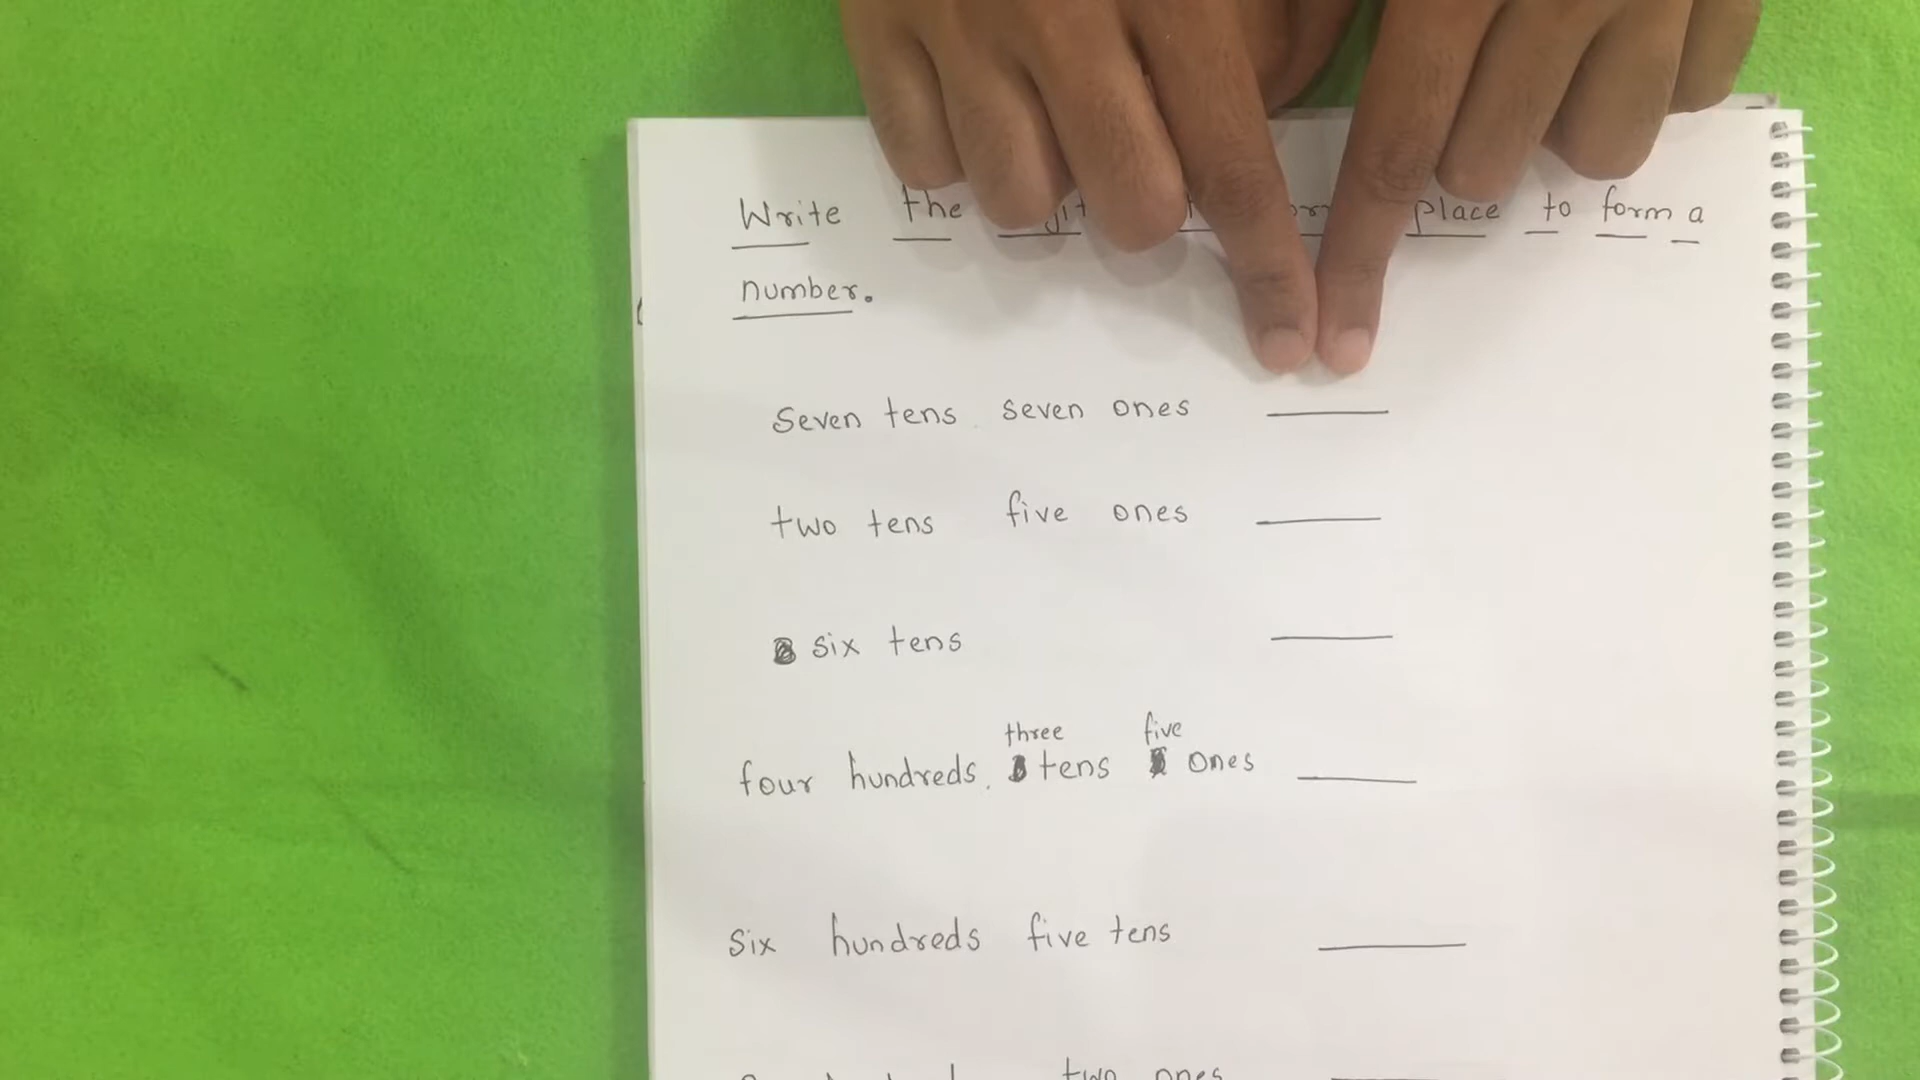 Write the place to form a
number.
Seven tens seven ones
two tens five ones
six tens
three five
four hundreds. tens ones
six hundreds five tens
two ones